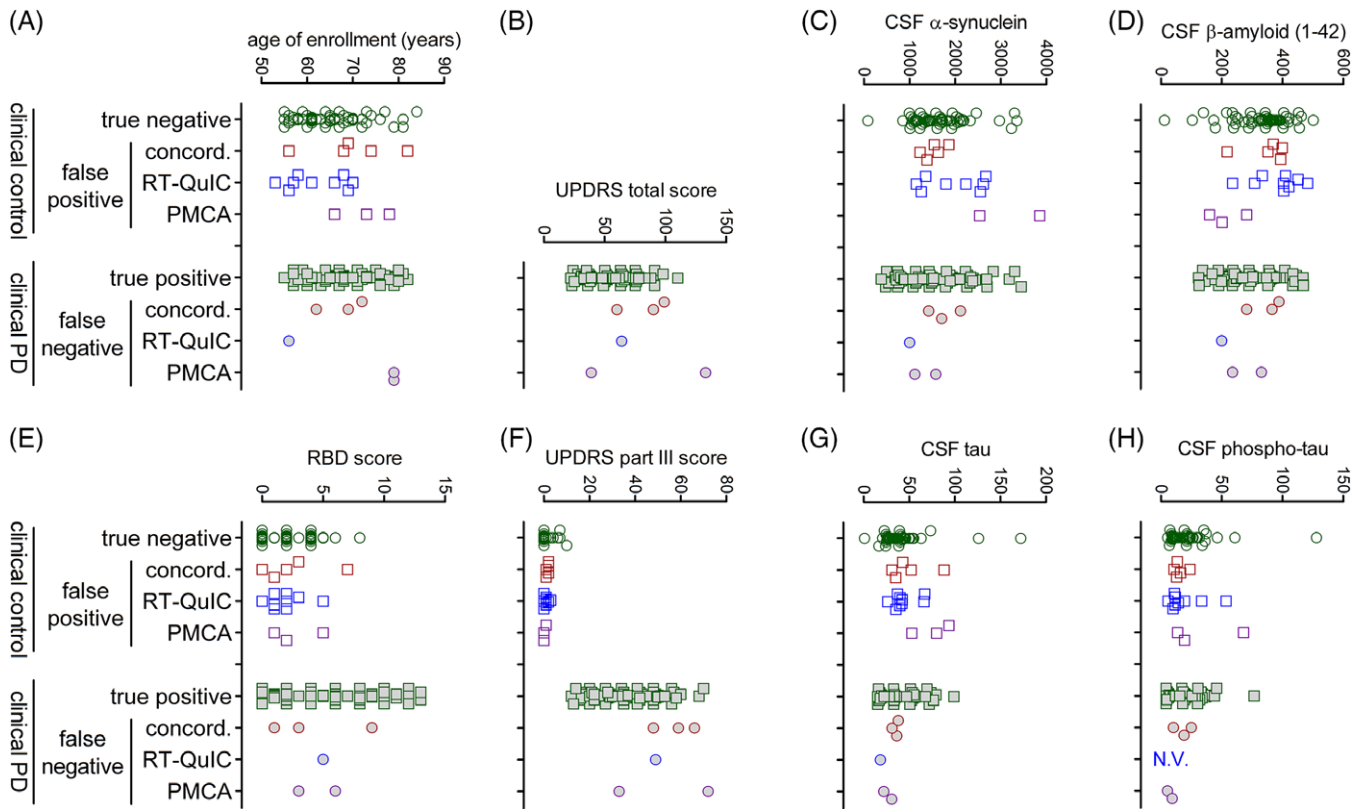 (A)
age of enrollment (years)
50 60 70 80 90
(B)
UPDRS total score
0 50 100 150
(C)
CSF α-synuclein
0 1000 2000 3000 4000
(D)
CSF β-amyloid (1-42)
0 200 400 600
clinical control
true negative
false positive
concord.
RT-QuIC
PMCA
clinical PD
true positive
false negative
concord.
RT-QuIC
PMCA
(E)
RBD score
0 5 10 15
(F)
UPDRS part III score
0 20 40 60 80
(G)
CSF tau
0 50 100 150 200
(H)
CSF phospho-tau
0 50 100 150
clinical control
true negative
false positive
concord.
RT-QuIC
PMCA
clinical PD
true positive
false negative
concord.
RT-QuIC
PMCA
N.V.